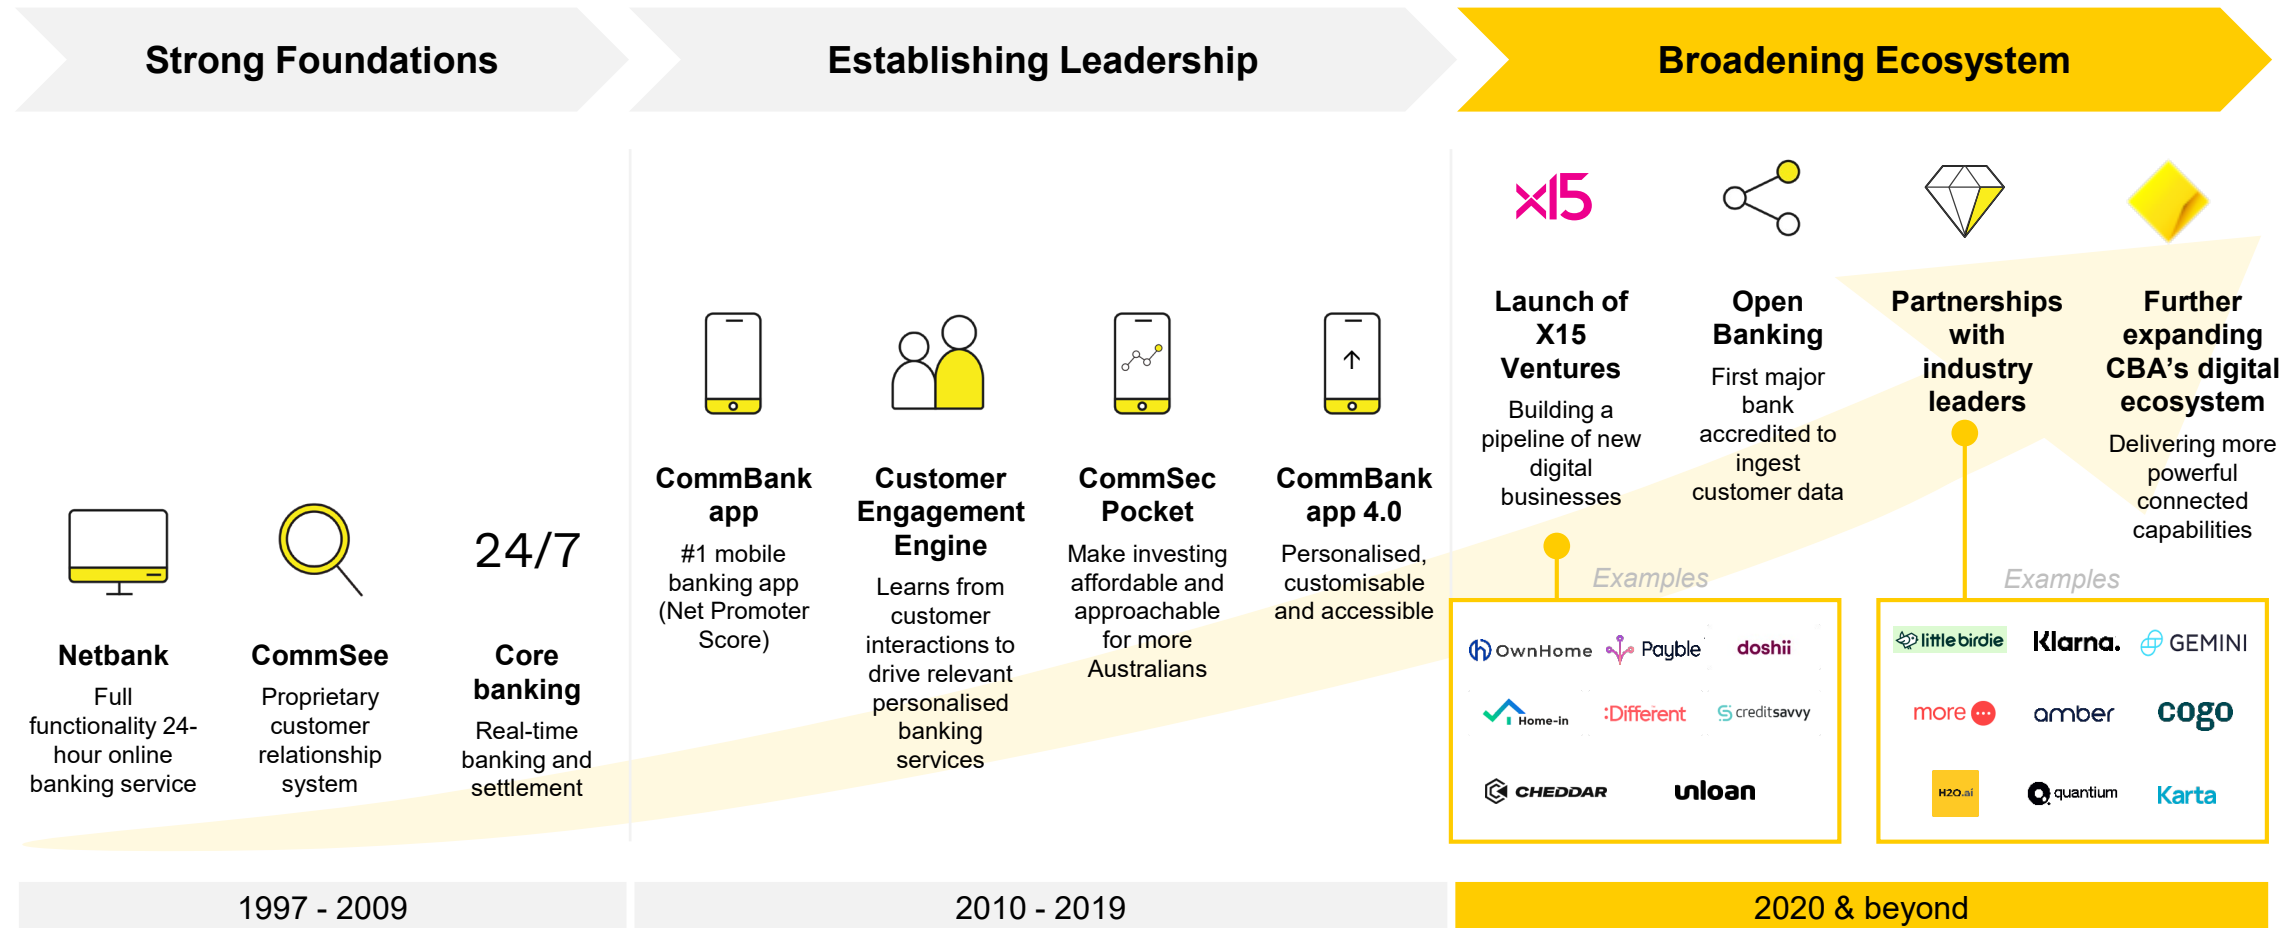 Strong Foundations
Establishing Leadership
Broadening Ecosystem
24/7
Netbank
Full
functionality 24-
hour online
banking service
CommSee
Proprietary
customer
relationship
system
Core
banking
Real-time
banking and
settlement
CommBank
app
#1 mobile
banking app
(Net Promoter
Score)
Customer
Engagement
Engine
Learns from
customer
interactions to
drive relevant
personalised
banking
services
CommSec
Pocket
Make investing
affordable and
approachable
for more
Australians
CommBank
app 4.0
Personalised,
customisable
and accessible
x15
Launch of
X15
Ventures
Building a
pipeline of new
digital
businesses
Open
Banking
First major
bank
accredited to
ingest
customer data
Partnerships
with
industry
leaders
Further
expanding
CBA's digital
ecosystem
Delivering more
powerful
connected
capabilities
Examples
OwnHome
Payble
doshii
Home-in
:Different
creditsavvy
CHEDDAR
unloan
Examples
little birdie
Klarna.
GEMINI
more
amber
cogo
H2O.ai
quantium
Karta
1997 - 2009
2010 - 2019
2020 & beyond